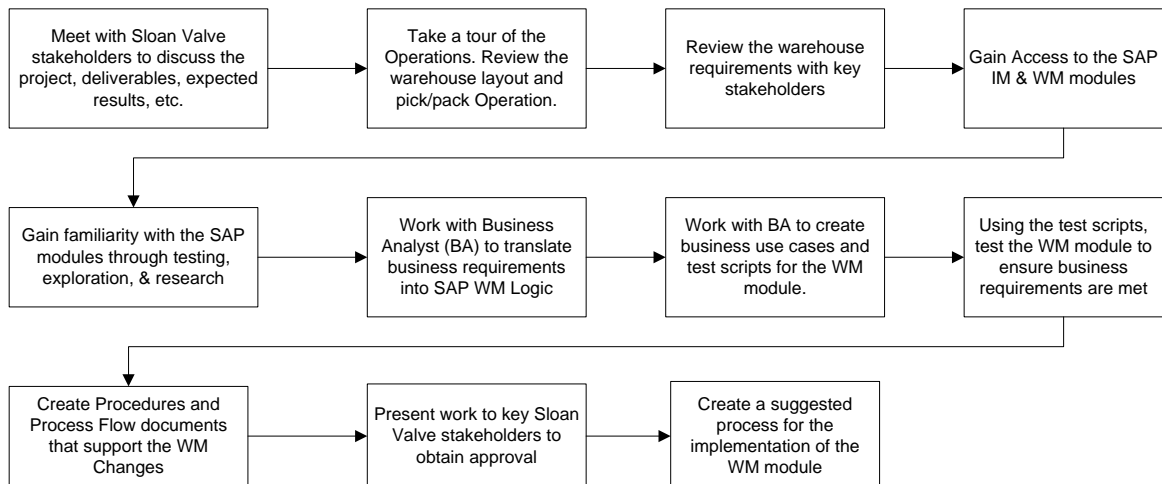 Meet with Sloan Valve
stakeholders to discuss the
project, deliverables, expected
results, etc.
Take a tour of the
Operations. Review the
warehouse layout and
pick/pack Operation.
Review the warehouse
requirements with key
stakeholders
Gain Access to the SAP
IM & WM modules
Gain familiarity with the SAP
modules through testing,
exploration, & research
Work with Business
Analyst (BA) to translate
business requirements
into SAP WM Logic
Work with BA to create
business use cases and
test scripts for the WM
module.
Using the test scripts,
test the WM module to
ensure business
requirements are met
Create Procedures and
Process Flow documents
that support the WM
Changes
Present work to key Sloan
Valve stakeholders to
obtain approval
Create a suggested
process for the
implementation of the
WM module